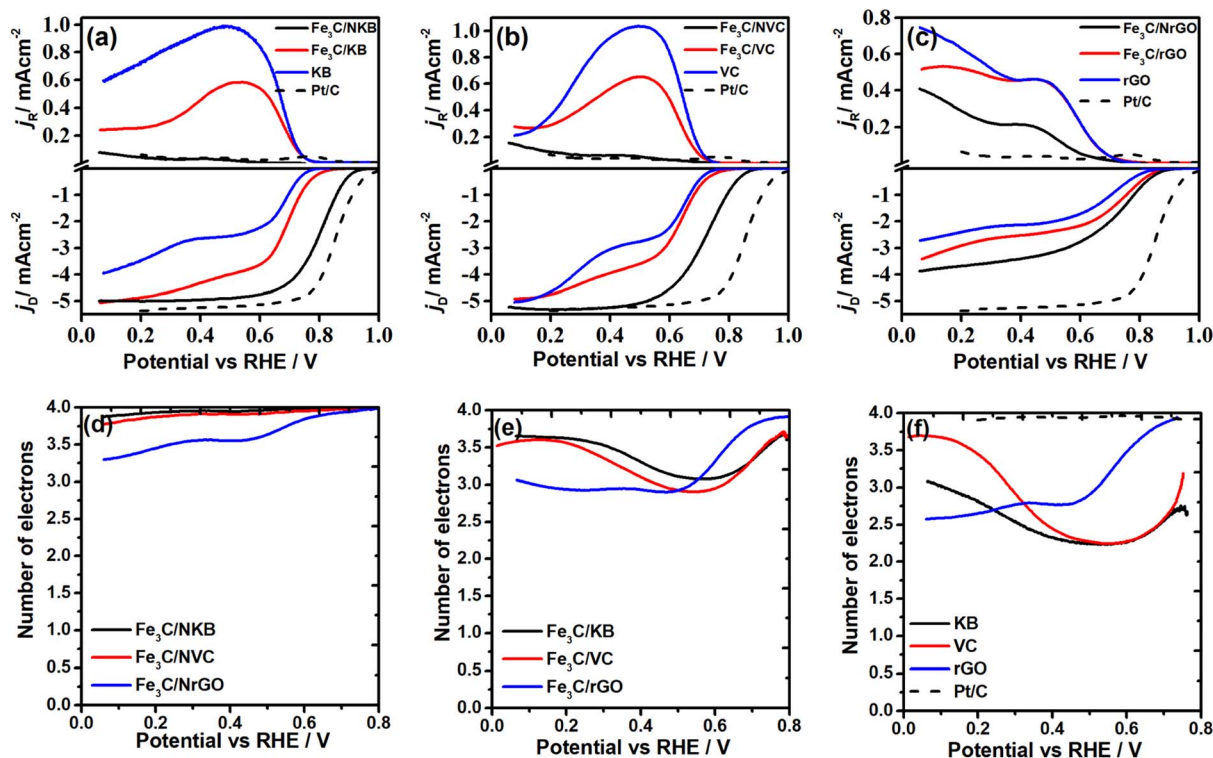 (a)
Fe₃C/NKB
Fe₃C/KB
KB
Pt/C
j_R/ mAcm⁻²
1.0
0.8
0.6
0.4
0.2
j_D/ mAcm⁻²
-1
-2
-3
-4
-5
0.0 0.2 0.4 0.6 0.8 1.0
Potential vs RHE / V
(b)
Fe₃C/NVC
Fe₃C/VC
VC
Pt/C
j_R/ mAcm⁻²
1.0
0.8
0.6
0.4
0.2
j_D/ mAcm⁻²
-1
-2
-3
-4
-5
0.0 0.2 0.4 0.6 0.8 1.0
Potential vs RHE / V
(c)
Fe₃C/NrGO
Fe₃C/rGO
rGO
Pt/C
j_R/ mAcm⁻²
0.8
0.6
0.4
0.2
j_D/ mAcm⁻²
-1
-2
-3
-4
-5
0.0 0.2 0.4 0.6 0.8 1.0
Potential vs RHE / V
(d)
Number of electrons
4.0
3.5
3.0
2.5
2.0
1.5
1.0
0.5
0.0
Fe₃C/NKB
Fe₃C/NVC
Fe₃C/NrGO
0.0 0.2 0.4 0.6 0.8
Potential vs RHE / V
(e)
Number of electrons
4.0
3.5
3.0
2.5
2.0
1.5
1.0
0.5
0.0
Fe₃C/KB
Fe₃C/VC
Fe₃C/rGO
0.0 0.2 0.4 0.6 0.8
Potential vs RHE / V
(f)
Number of electrons
4.0
3.5
3.0
2.5
2.0
1.5
1.0
0.5
0.0
KB
VC
rGO
Pt/C
0.0 0.2 0.4 0.6 0.8
Potential vs RHE / V